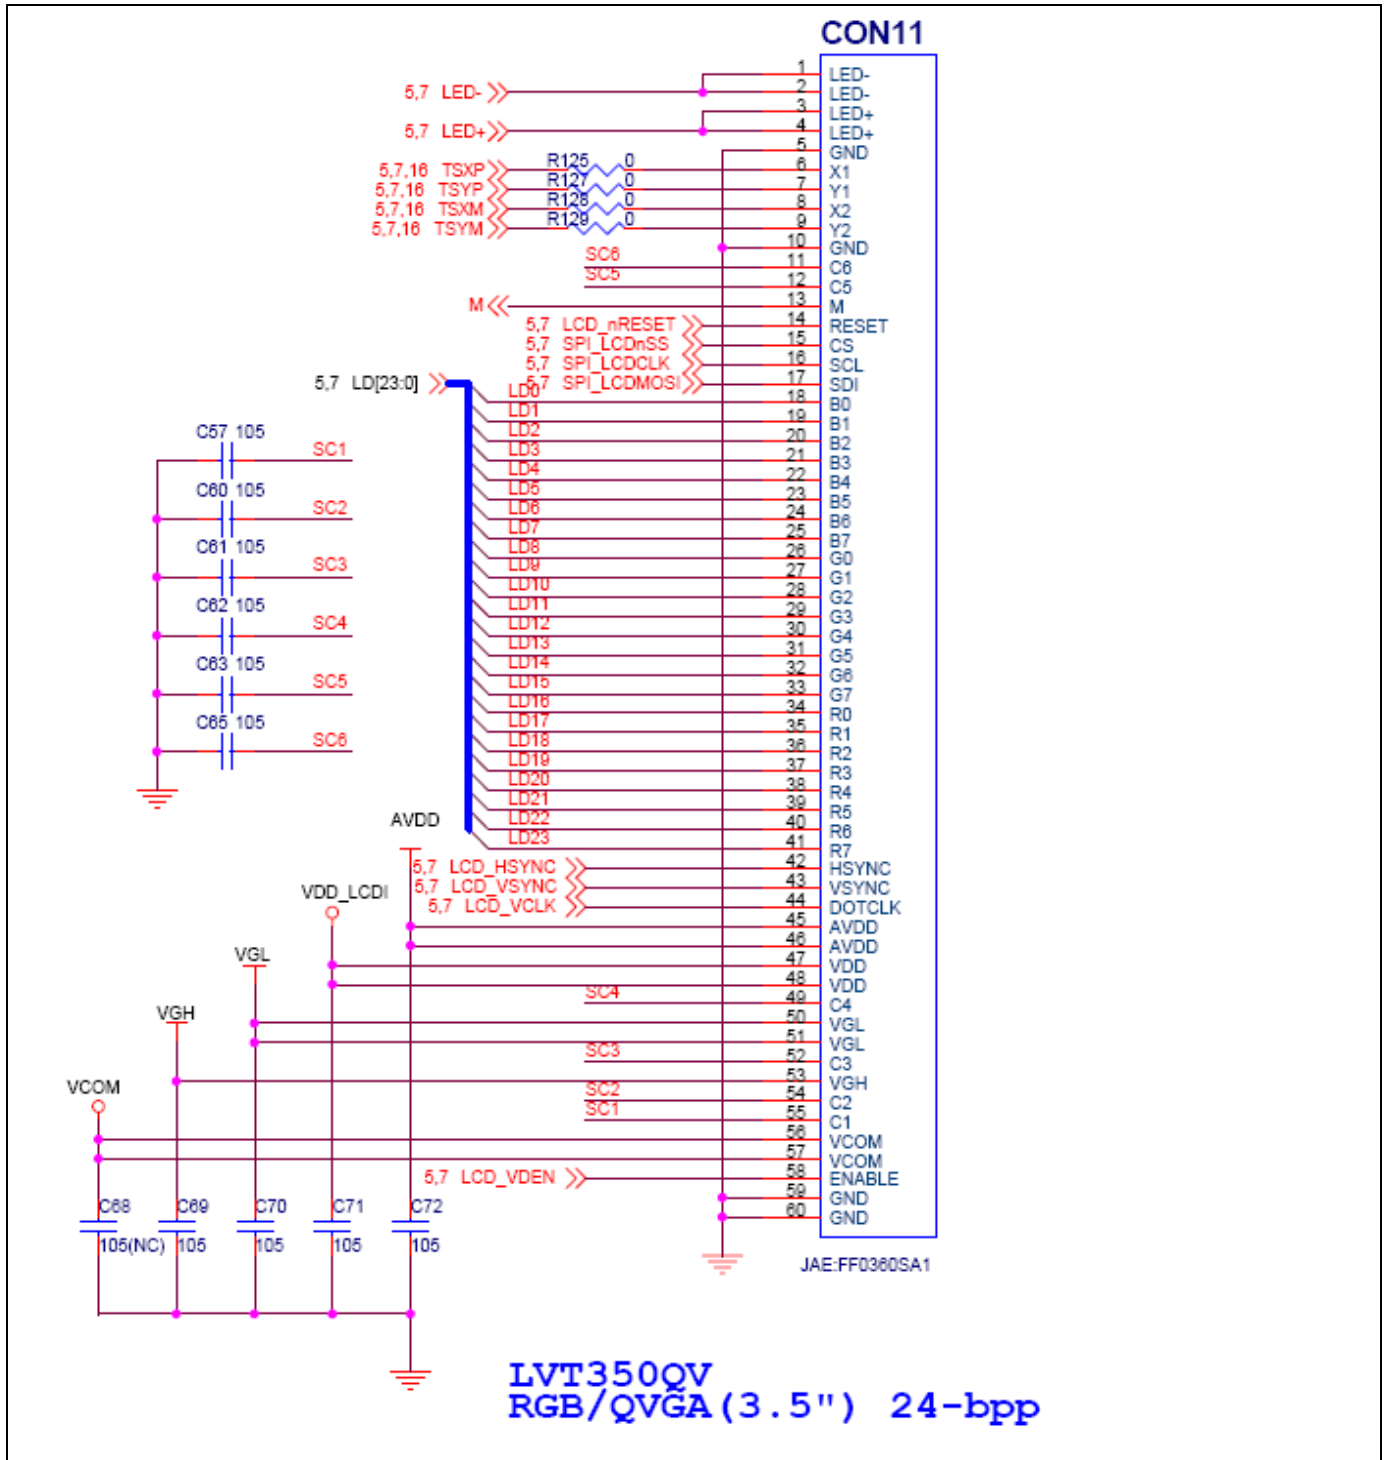 CON11
5,7 LED- 1 LED-
2 LED-
5,7 LED+ 3 LED+
4 LED+
5 GND
5,7,16 TSXP R125 0 6 X1
5,7,16 TSYP R127 0 7 Y1
5,7,16 TSXM R128 0 8 X2
5,7,16 TSYM R129 0 9 Y2
10 GND
SC6 11 C6
SC5 12 C5
M 13 M
5,7 LCD_nRESET 14 RESET
5,7 SPI_LCDnSS 15 CS
5,7 SPI_LCDCLK 16 SCL
5,7 SPI_LCDMOSI 17 SDI
5,7 LD[23:0]
LD0 18 B0
LD1 19 B1
LD2 20 B2
LD3 21 B3
LD4 22 B4
LD5 23 B5
LD6 24 B6
LD7 25 B7
LD8 26 G0
LD9 27 G1
LD10 28 G2
LD11 29 G3
LD12 30 G4
LD13 31 G5
LD14 32 G6
LD15 33 G7
LD16 34 R0
LD17 35 R1
LD18 36 R2
LD19 37 R3
LD20 38 R4
LD21 39 R5
LD22 40 R6
LD23 41 R7
C57 105 SC1
C60 105 SC2
C61 105 SC3
C62 105 SC4
C63 105 SC5
C65 105 SC6
AVDD
5,7 LCD_HSYNC 42 HSYNC
5,7 LCD_VSYNC 43 VSYNC
5,7 LCD_VCLK 44 DOTCLK
VDD_LCDI
45 AVDD
46 AVDD
VGL
47 VDD
48 VDD
SC4 49 C4
VGH
50 VGL
51 VGL
SC3 52 C3
53 VGH
VCOM
SC2 54 C2
SC1 55 C1
56 VCOM
57 VCOM
5,7 LCD_VDEN 58 ENABLE
59 GND
60 GND
C68 C69 C70 C71 C72
105(NC) 105 105 105 105
JAE:FF0360SA1
LVT350QV
RGB/QVGA(3.5") 24-bpp